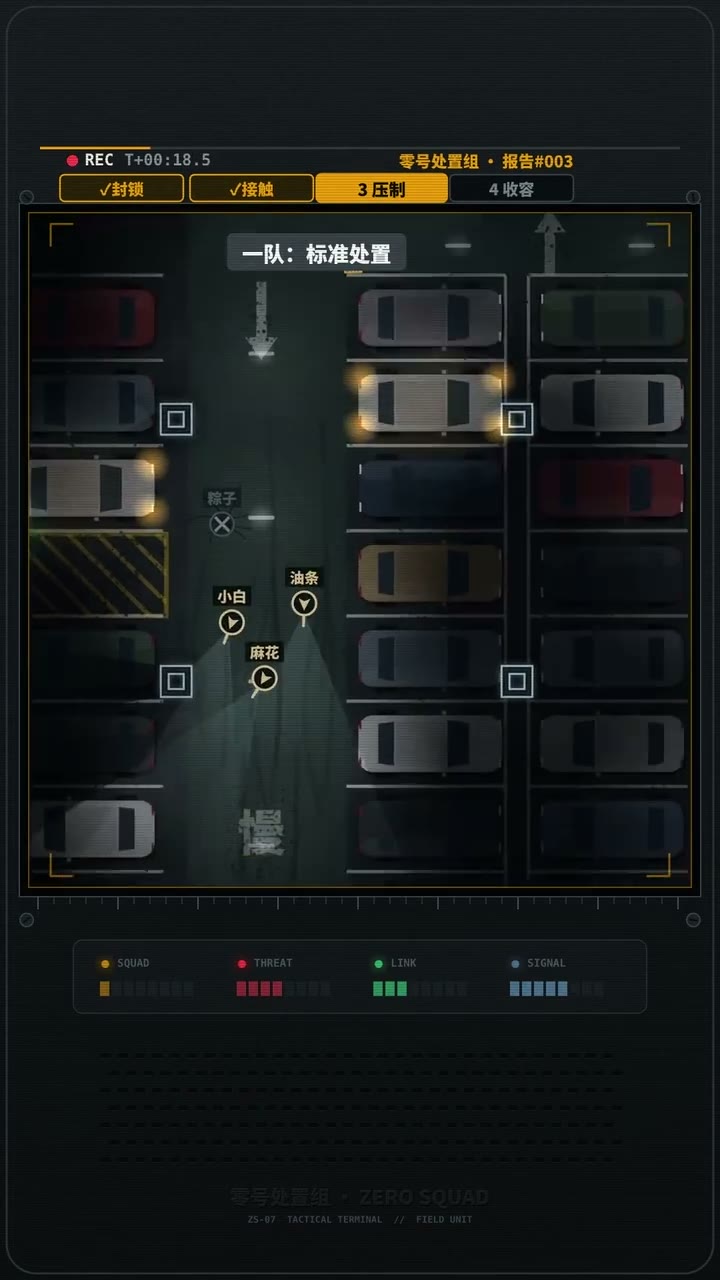 REC T+00:18.5
零号处置组 · 报告#003
✓封锁
✓接触
3 压制
4 收容
一队：标准处置
粽子
油条
小白
麻花
SQUAD
THREAT
LINK
SIGNAL
零号处置组 · ZERO SQUAD
ZS-07 TACTICAL TERMINAL // FIELD UNIT